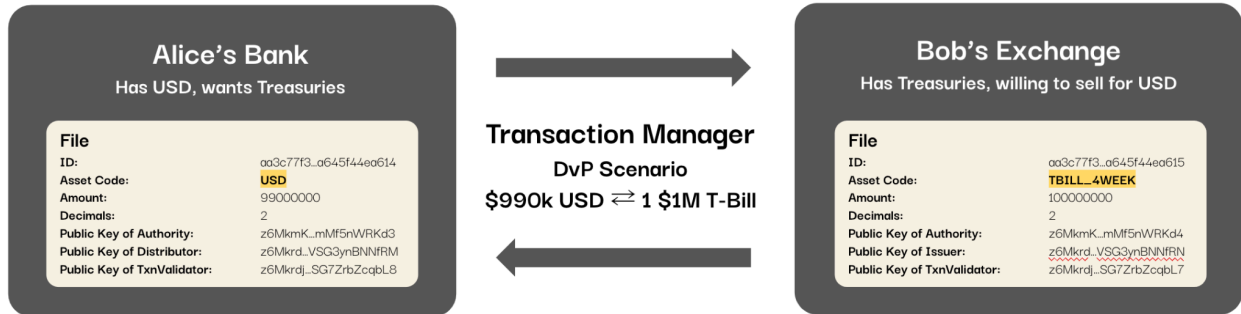 Alice's Bank
Has USD, wants Treasuries
File
ID: aa3c77f3...a645f44ea614
Asset Code: USD
Amount: 99000000
Decimals: 2
Public Key of Authority: z6MkmK...mMf5nWRKd3
Public Key of Distributor: z6Mkrd...VSG3ynBNNfRM
Public Key of TxnValidator: z6Mkrdj...SG7ZrbZcqbL8
Transaction Manager
DvP Scenario
$990k USD ⇄ 1 $1M T-Bill
Bob's Exchange
Has Treasuries, willing to sell for USD
File
ID: aa3c77f3...a645f44ea615
Asset Code: TBILL_4WEEK
Amount: 100000000
Decimals: 2
Public Key of Authority: z6MkmK...mMf5nWRKd4
Public Key of Issuer: z6Mkrd...VSG3ynBNNfRN
Public Key of TxnValidator: z6Mkrdj...SG7ZrbZcqbL7